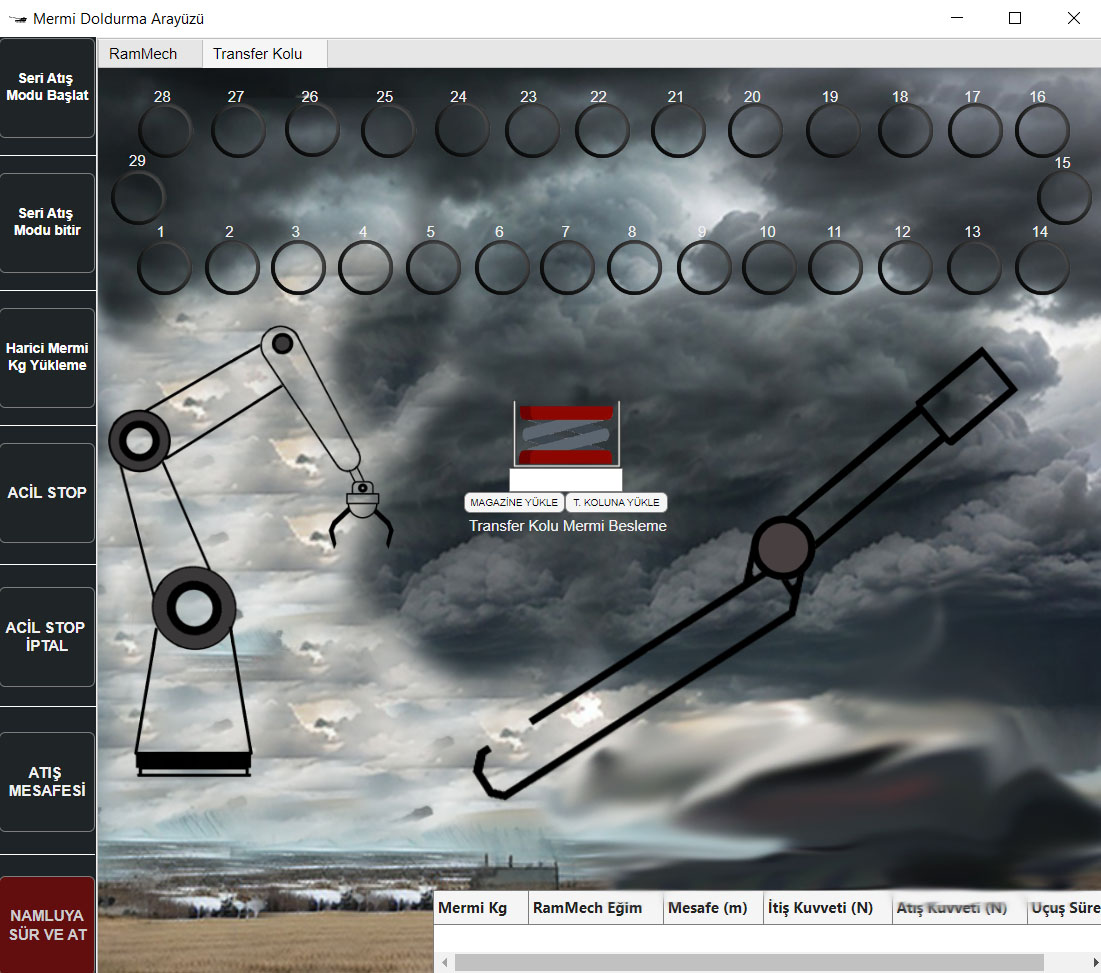 Mermi Doldurma Arayüzü
RamMech
Transfer Kolu
Seri Atış
Modu Başlat
Seri Atış
Modu bitir
Harici Mermi
Kg Yükleme
ACİL STOP
ACİL STOP
İPTAL
ATIŞ
MESAFESİ
NAMLUYA
SÜR VE AT
28 27 26 25 24 23 22 21 20 19 18 17 16
29 15
1 2 3 4 5 6 7 8 9 10 11 12 13 14
MAGAZİNE YÜKLE
T. KOLUNA YÜKLE
Transfer Kolu Mermi Besleme
Mermi Kg RamMech Eğim Mesafe (m) İtiş Kuvveti (N) Atış Kuvveti (N) Uçuş Süre